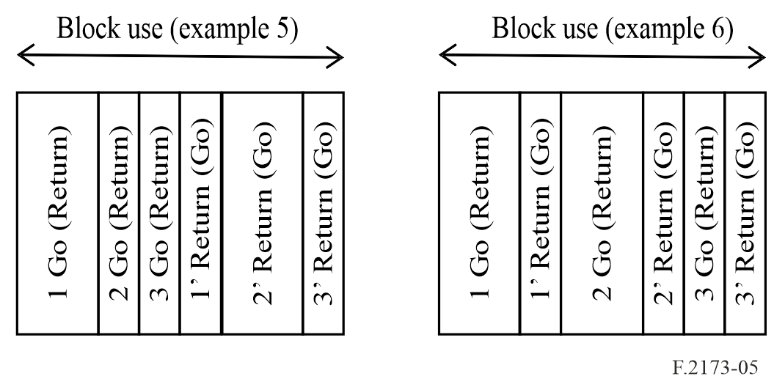 Block use (example 5)
1 Go (Return)
2 Go (Return)
3 Go (Return)
1’ Return (Go)
2’ Return (Go)
3’ Return (Go)
Block use (example 6)
1 Go (Return)
1’ Return (Go)
2 Go (Return)
2’ Return (Go)
3 Go (Return)
3’ Return (Go)
F.2173-05